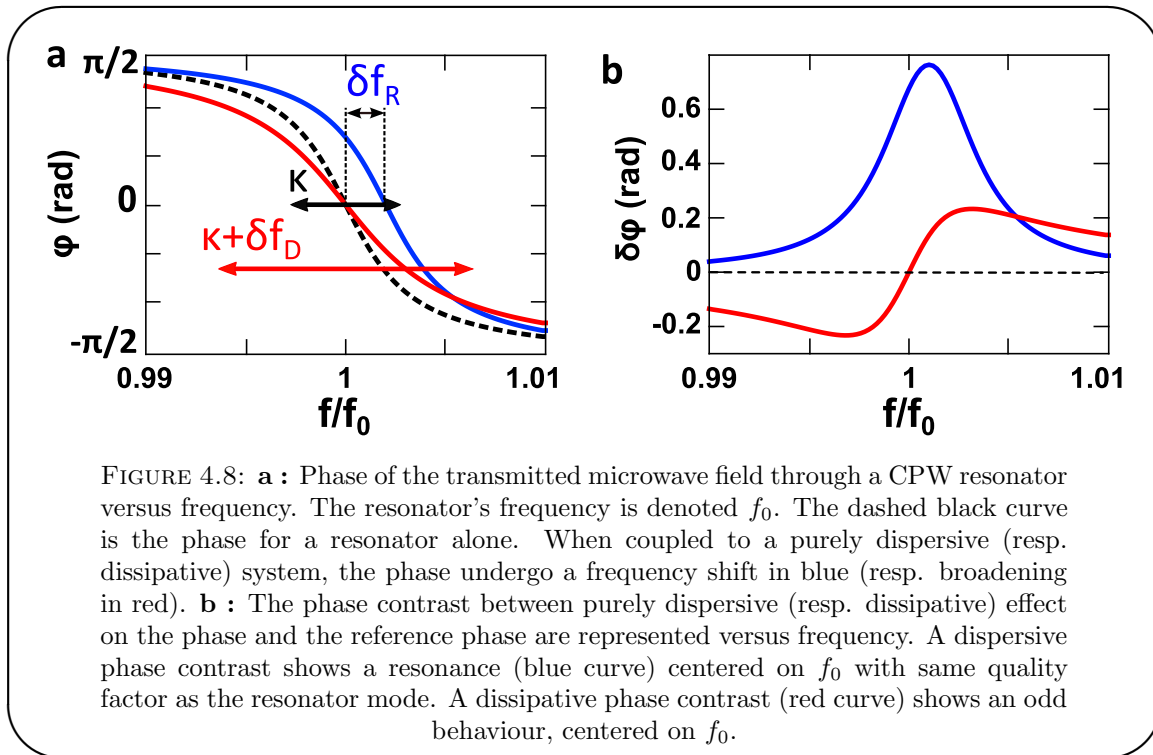 a
π/2
0
-π/2
φ (rad)
δf_R
κ
κ+δf_D
0.99
1
1.01
f/f_0
b
0.6
0.4
0.2
0
-0.2
δφ (rad)
0.99
1
1.01
f/f_0
FIGURE 4.8: a : Phase of the transmitted microwave field through a CPW resonator
versus frequency. The resonator's frequency is denoted f_0. The dashed black curve
is the phase for a resonator alone. When coupled to a purely dispersive (resp.
dissipative) system, the phase undergo a frequency shift in blue (resp. broadening
in red). b : The phase contrast between purely dispersive (resp. dissipative) effect
on the phase and the reference phase are represented versus frequency. A dispersive
phase contrast shows a resonance (blue curve) centered on f_0 with same quality
factor as the resonator mode. A dissipative phase contrast (red curve) shows an odd
behaviour, centered on f_0.